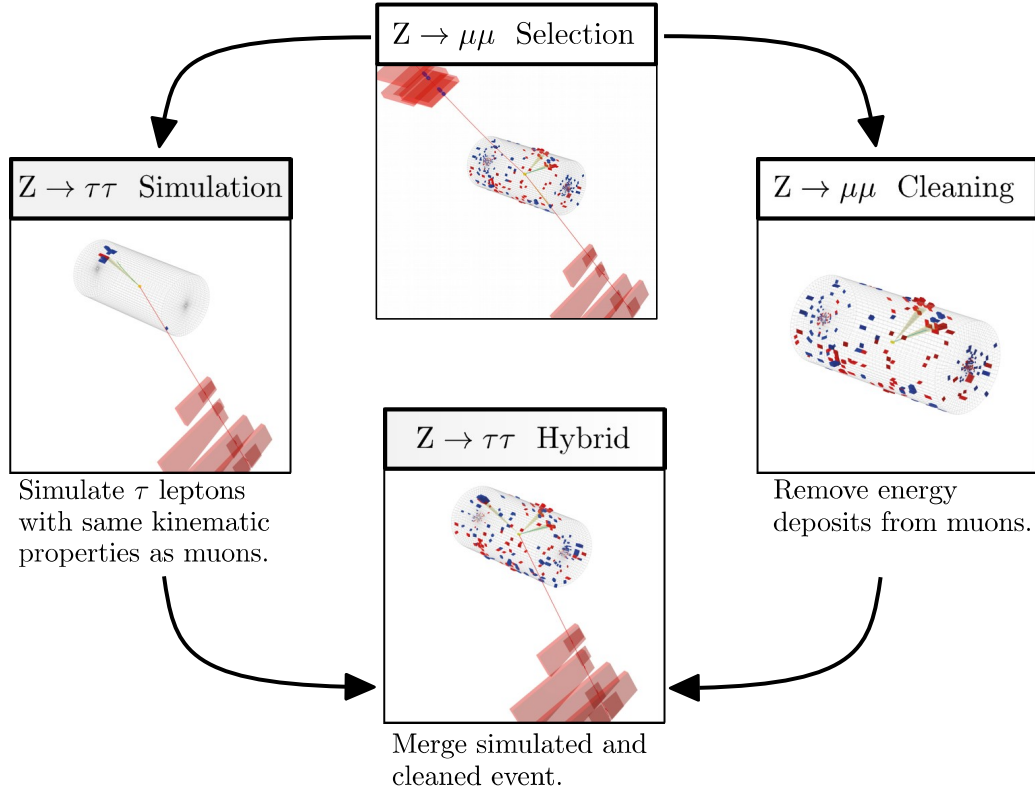 Z → μμ Selection
Z → ττ Simulation
Z → μμ Cleaning
Simulate τ leptons
with same kinematic
properties as muons.
Remove energy
deposits from muons.
Z → ττ Hybrid
Merge simulated and
cleaned event.